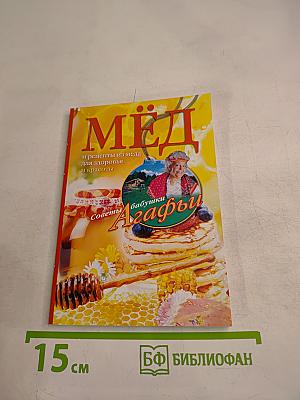 МЁД
и рецепты из меда
для здоровья
и красоты
Советы бабушки
Агафьи
15 см
БФ БИБЛИОФАН